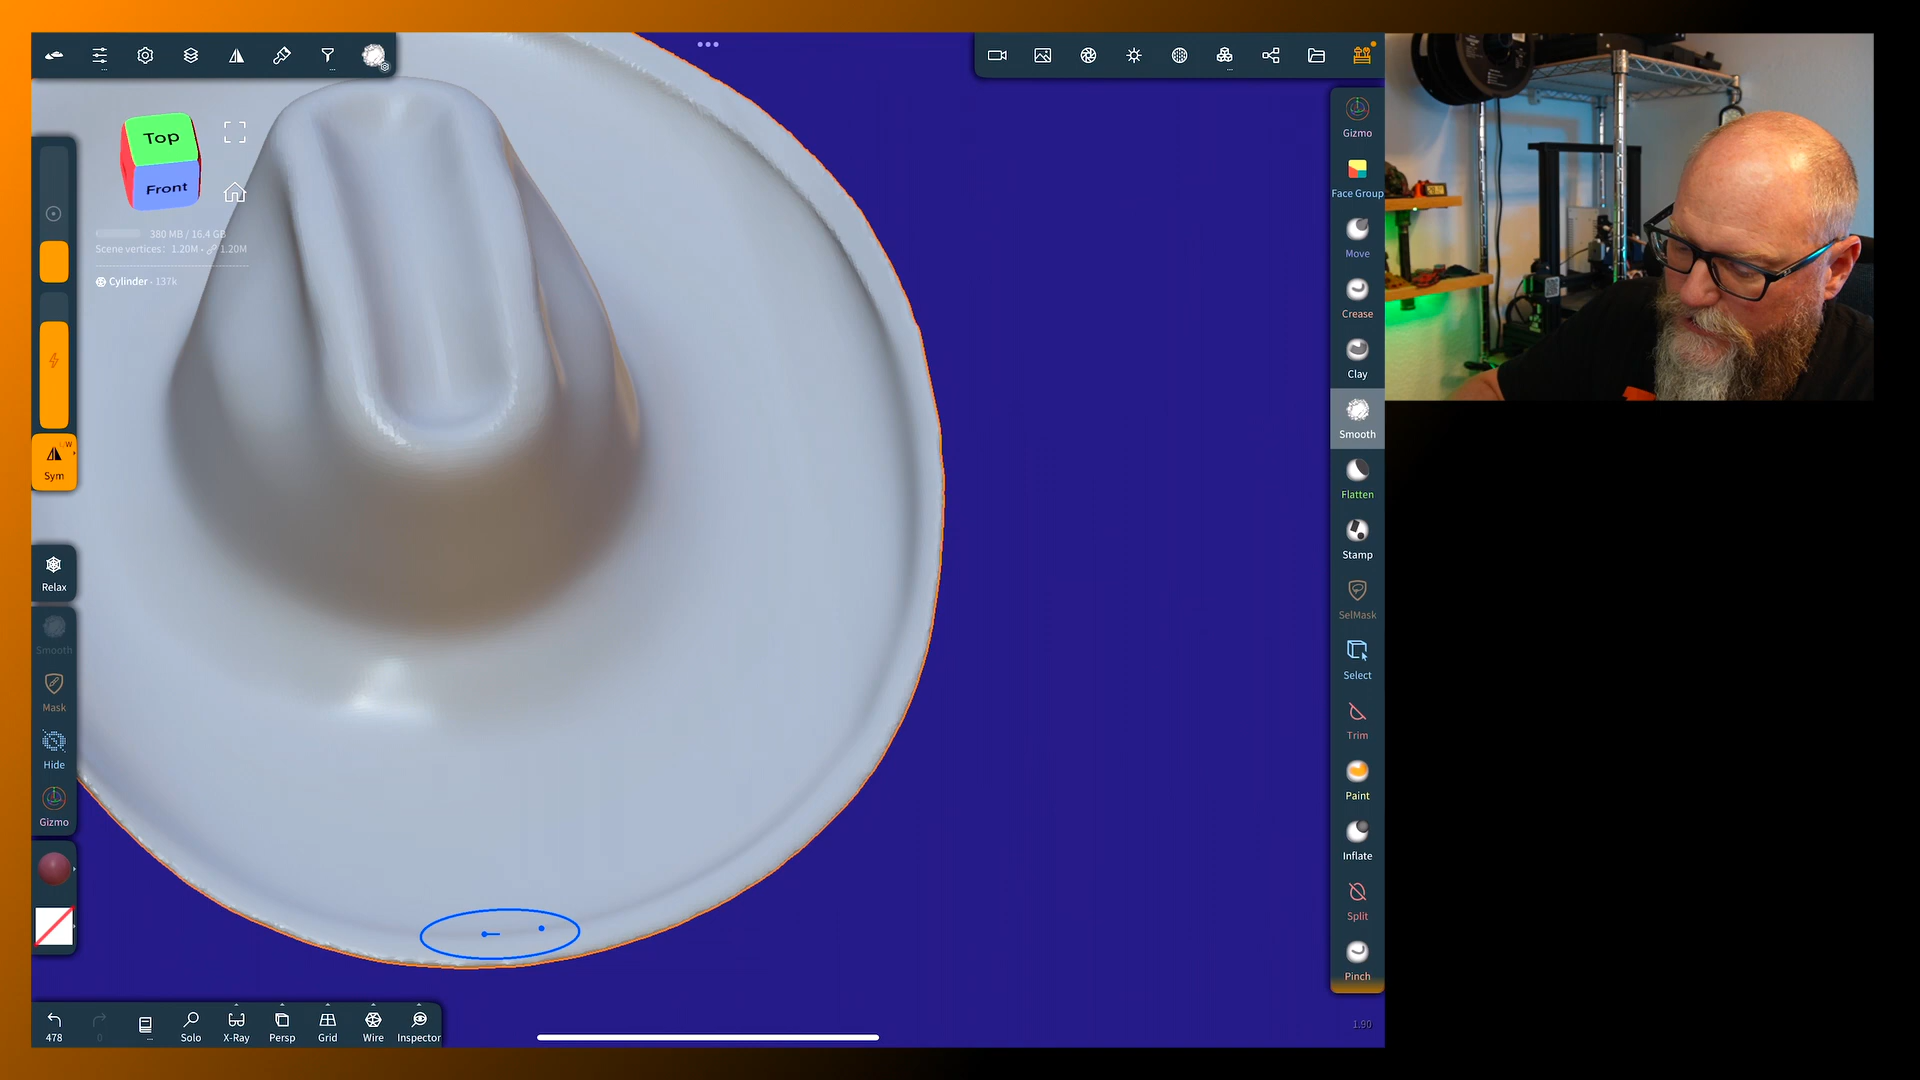 Top
Front
380 MB / 16.4 GB
Scene vertices: 1.20M • 1.20M
Cylinder • 137k
Sym
Relax
Smooth
Mask
Hide
Gizmo
478
0
Solo
X-Ray
Persp
Grid
Wire
Inspector
Gizmo
Face Group
Move
Crease
Clay
Smooth
Flatten
Stamp
SelMask
Select
Trim
Paint
Inflate
Split
Pinch
1.90